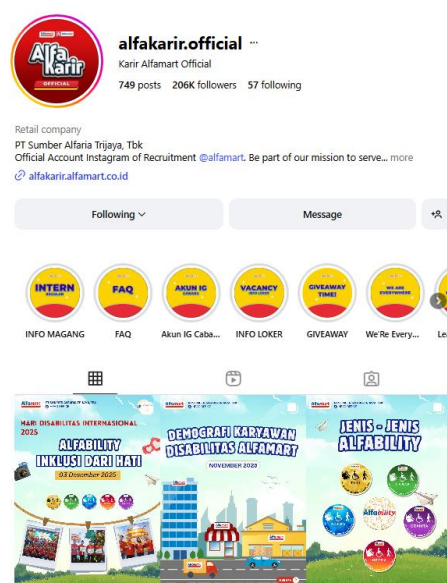 Alfa
Karir
OFFICIAL
alfakarir.official ...
Karir Alfamart Official
749 posts 206K followers 57 following
Retail company
PT Sumber Alfaria Trijaya, Tbk
Official Account Instagram of Recruitment @alfamart. Be part of our mission to serve... more
alfakarir.alfamart.co.id
Following
Message
INTERN
FAQ
AKUN IG
VACANCY
GIVEAWAY
TIME!
WE ARE
EVERYWHERE
INFO MAGANG
FAQ
Akun IG Caba...
INFO LOKER
GIVEAWAY
We'Re Every...
Le
Alfamart
HARI DISABILITAS INTERNASIONAL
2025
ALFABILITY
INKLUSI DARI HATI
03 Desember 2025
Alfamart
DEMOGRAFI KARYAWAN
DISABILITAS ALFAMART
NOVEMBER 2025
Alfamart
JENIS - JENIS
ALFABILITY
Alfability